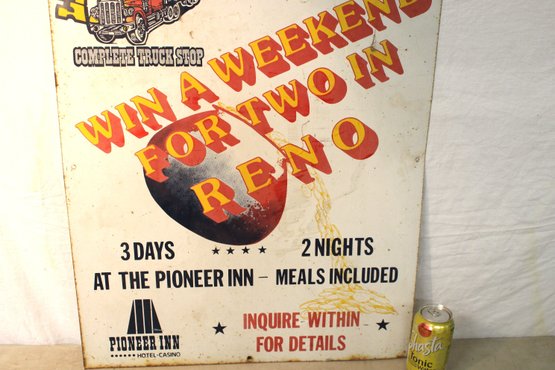 COMPLETE TRUCK STOP
WIN A WEEKEND
FOR TWO IN
RENO
3 DAYS ★★★★ 2 NIGHTS
AT THE PIONEER INN – MEALS INCLUDED
PIONEER INN
HOTEL-CASINO
★ INQUIRE WITHIN ★
FOR DETAILS
Shasta
Tonic